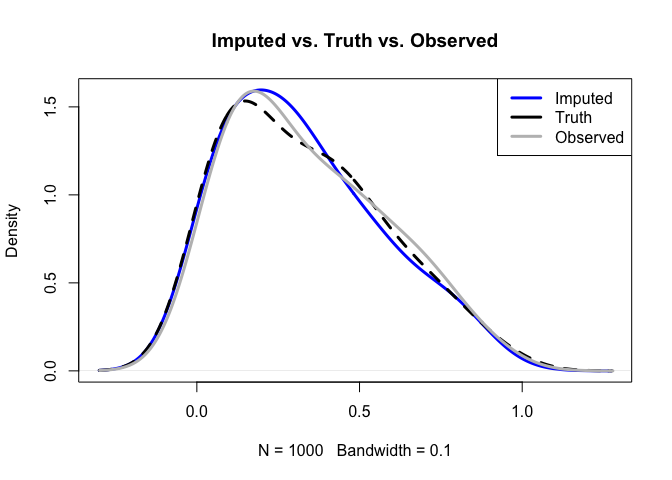 Imputed vs. Truth vs. Observed
Imputed
Truth
Observed
Density
1.5
1.0
0.5
0.0
0.0 0.5 1.0
N = 1000 Bandwidth = 0.1